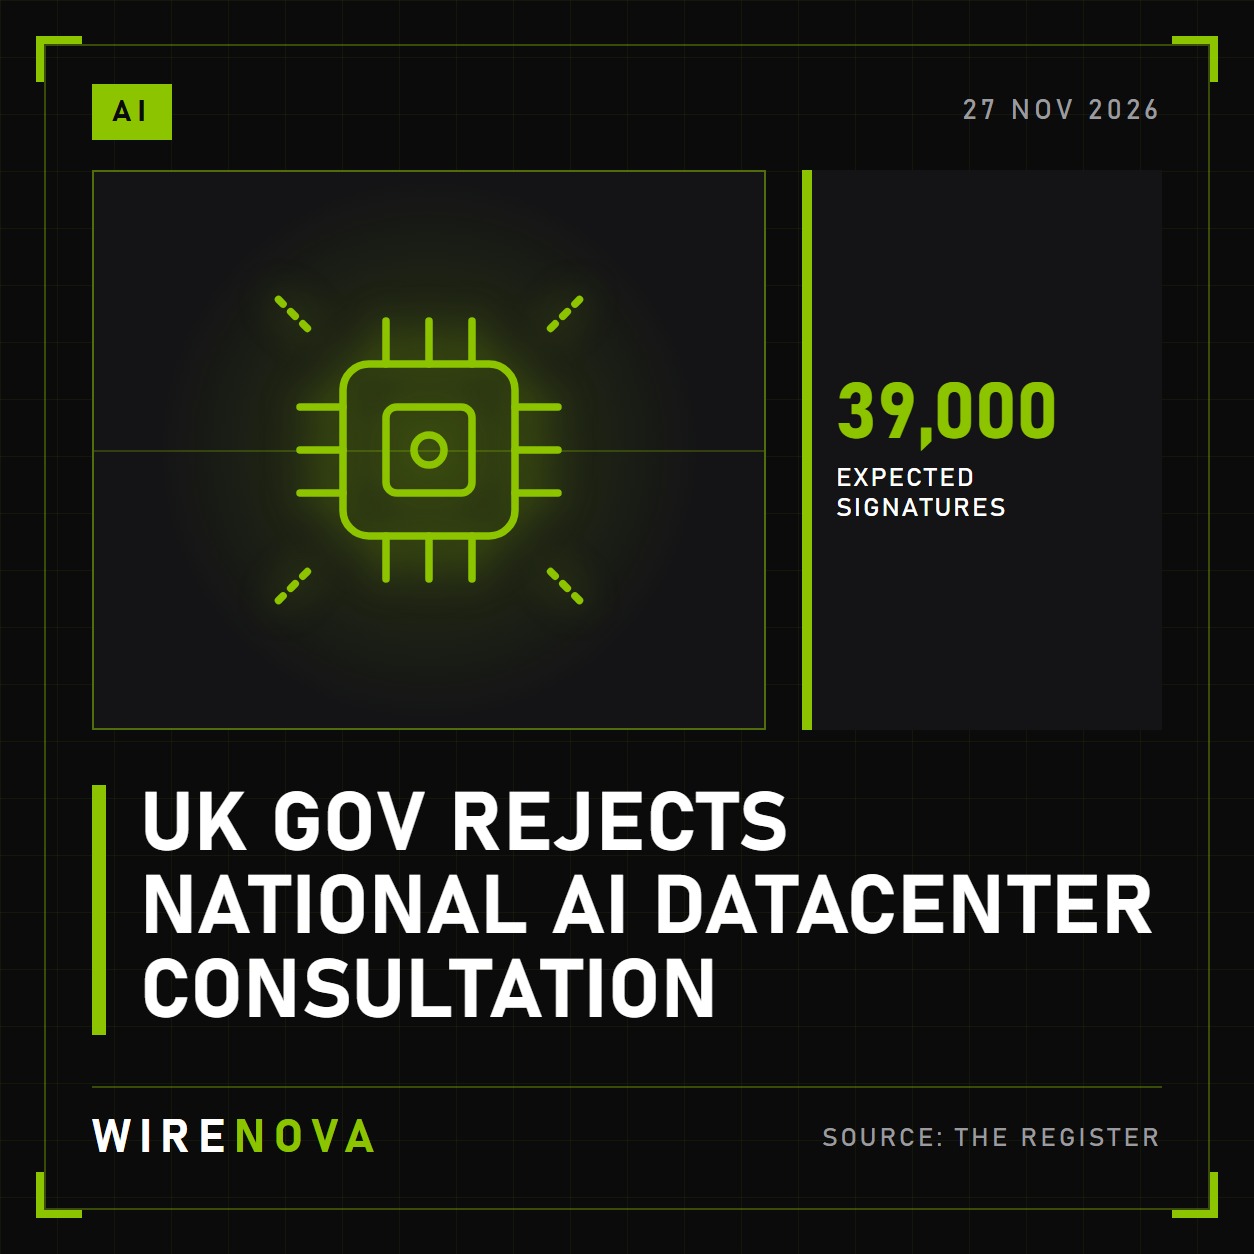 AI
27 NOV 2026
39,000
EXPECTED
SIGNATURES
UK GOV REJECTS
NATIONAL AI DATACENTER
CONSULTATION
WIRENOVA
SOURCE: THE REGISTER